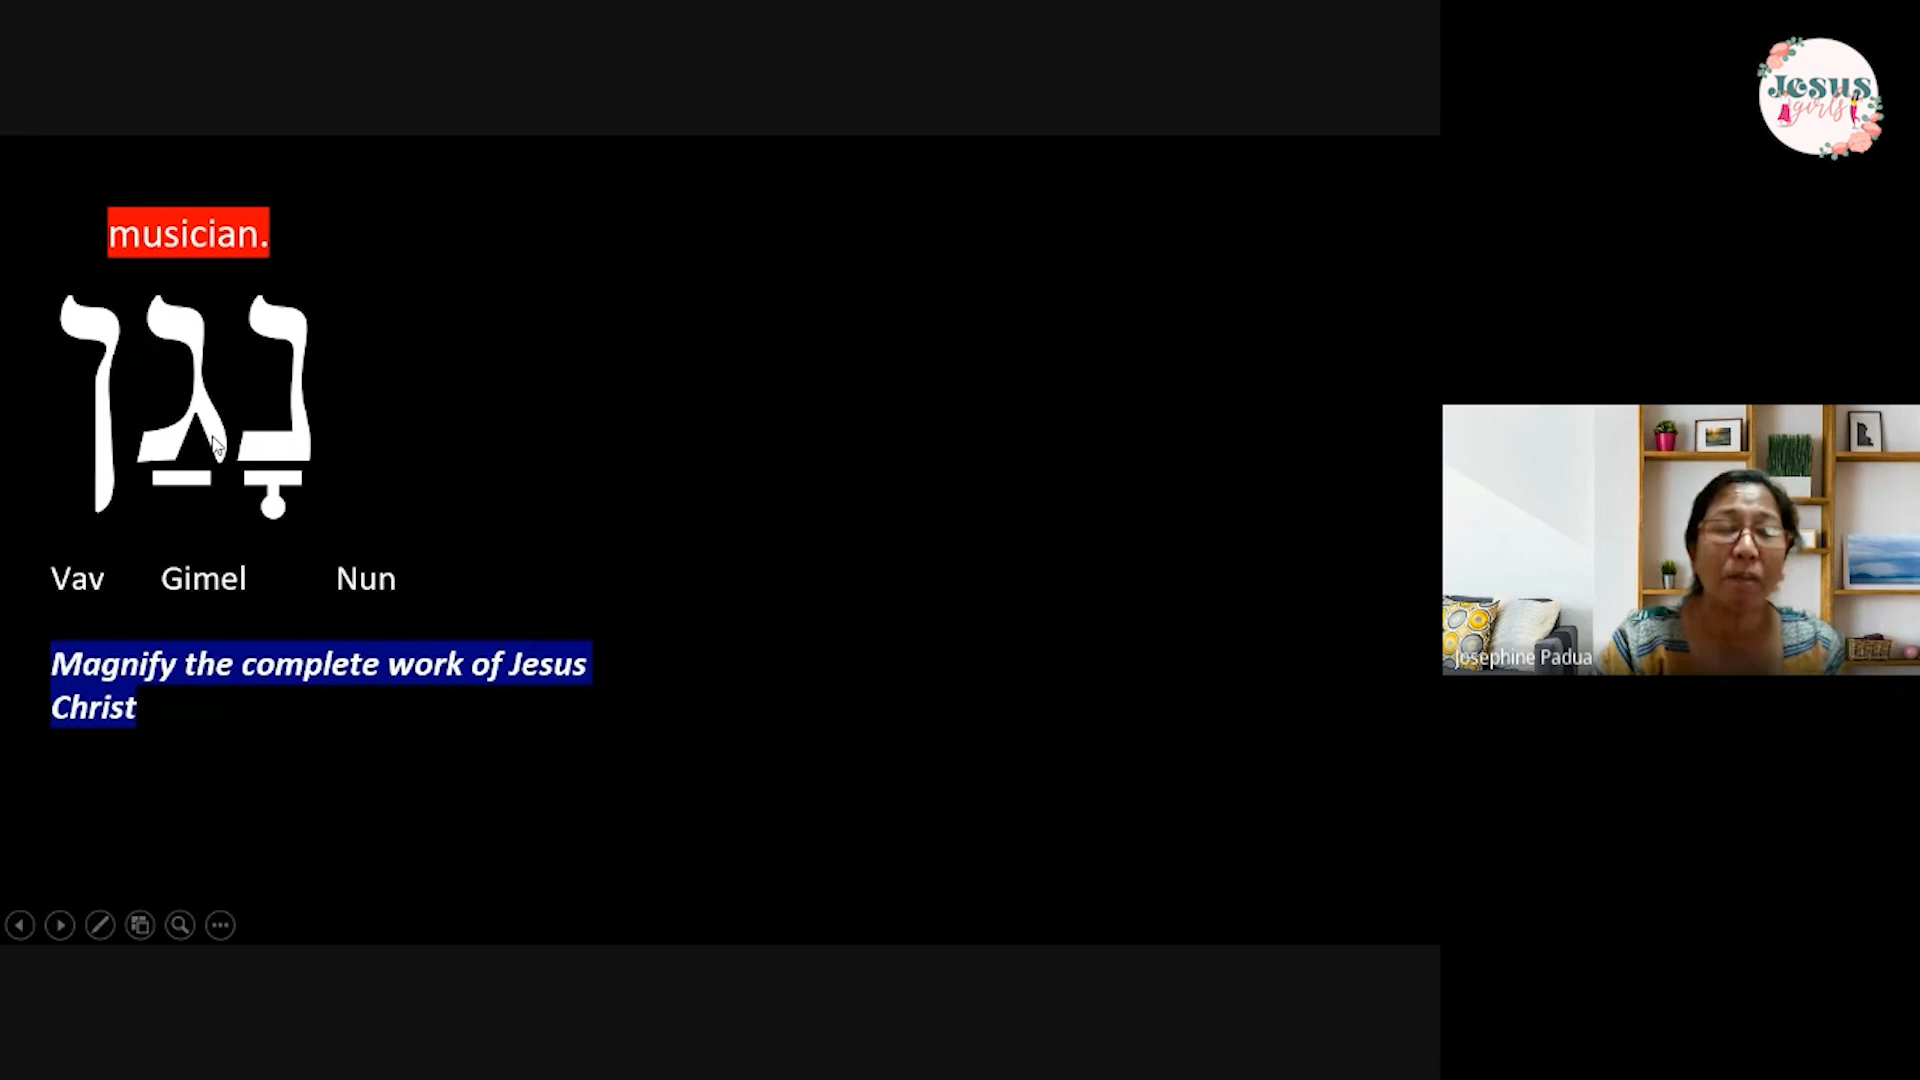 Jesus
girls
musician.
נָגַן
Vav Gimel Nun
Magnify the complete work of Jesus
Christ
Josephine Padua